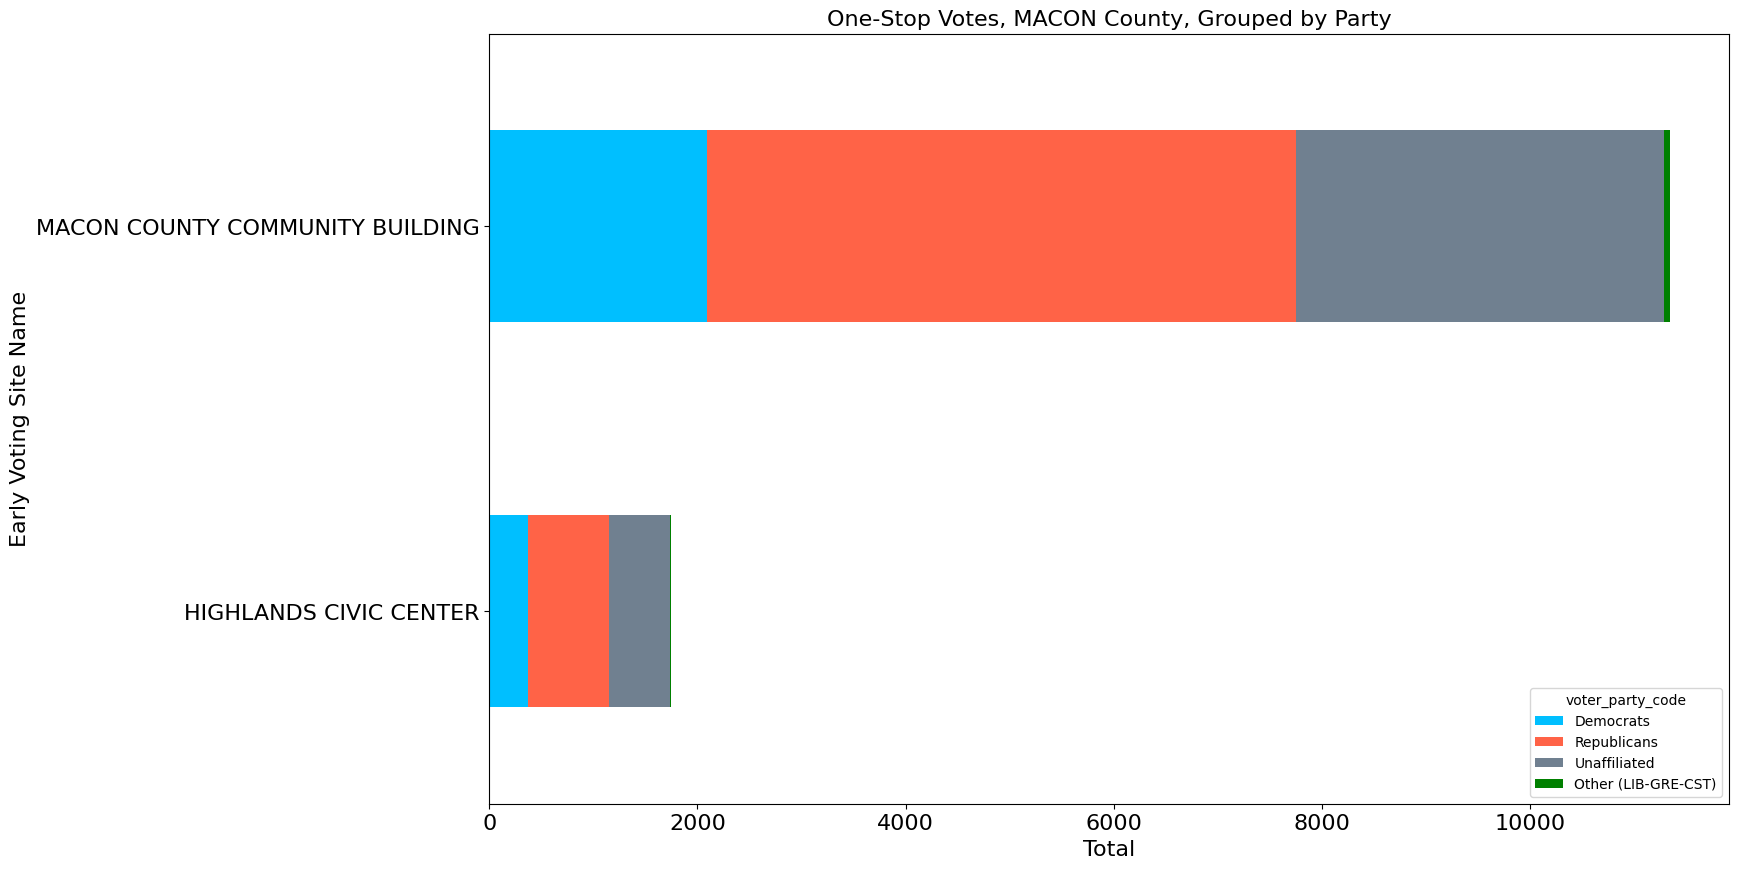 One-Stop Votes, MACON County, Grouped by Party
Early Voting Site Name
MACON COUNTY COMMUNITY BUILDING
HIGHLANDS CIVIC CENTER
voter_party_code
Democrats
Republicans
Unaffiliated
Other (LIB-GRE-CST)
0 2000 4000 6000 8000 10000
Total